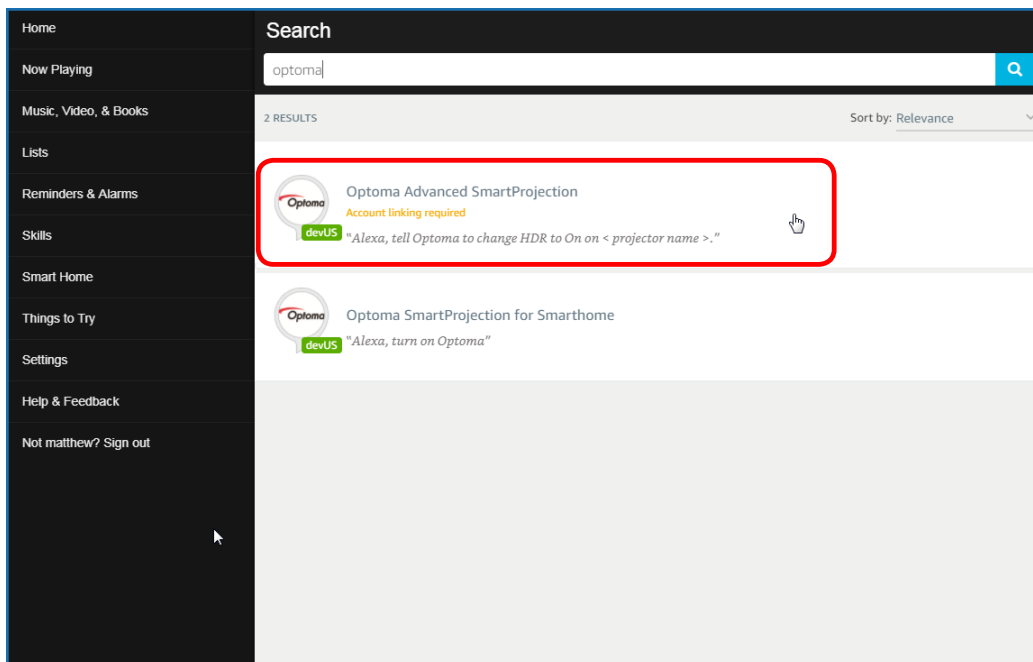 Home
Now Playing
Music, Video, & Books
Lists
Reminders & Alarms
Skills
Smart Home
Things to Try
Settings
Help & Feedback
Not matthew? Sign out
Search
optoma
2 RESULTS
Sort by: Relevance
Optoma
devUS
Optoma Advanced SmartProjection
Account linking required
"Alexa, tell Optoma to change HDR to On on < projector name >."
Optoma
devUS
Optoma SmartProjection for Smarthome
"Alexa, turn on Optoma"